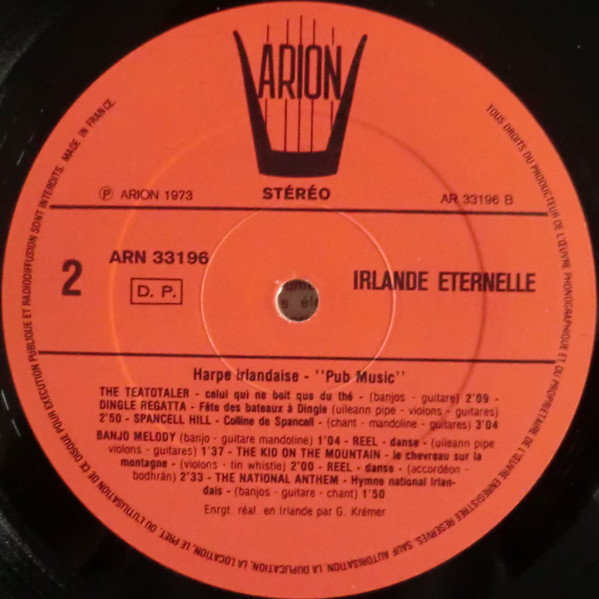 ARION
℗ ARION 1973
STÉRÉO
AR 33196 B
2
ARN 33196
D. P.
IRLANDE ETERNELLE
Harpe irlandaise - ''Pub Music''
THE TEATOTALER - celui qui ne boit que du thé - (banjos - guitare) 2'09 -
DINGLE REGATTA - Fête des bateaux à Dingle (uileann pipe - violons - guitares)
2'50 - SPANCELL HILL - Colline de Spancell - (chant - mandoline - guitares) 3'04
BANJO MELODY (banjo - guitare mandoline) 1'04 - REEL - danse - (uileann pipe
violons - guitares) 1'37 - THE KID ON THE MOUNTAIN - le chevreau sur la
montagne - (violons - tin whistle) 2'00 - REEL - danse - (accordéon -
bodhrán) 2'33 - THE NATIONAL ANTHEM - Hymne national irlan-
dais - (banjos - guitare - chant) 1'50
Enrgt. réal. en Irlande par G. Krémer
TOUS DROITS DU PRODUCTEUR DE L'ŒUVRE PHONOGRAPHIQUE ET DU PROPRIETAIRE DE L'ŒUVRE ENREGISTREE RESERVES. SAUF AUTORISATION, LA DUPLICATION, LA LOCATION, LE PRET, OU L'UTILISATION DE CE DISQUE POUR EXECUTION PUBLIQUE ET RADIODIFFUSION SONT INTERDITS. MADE IN FRANCE.